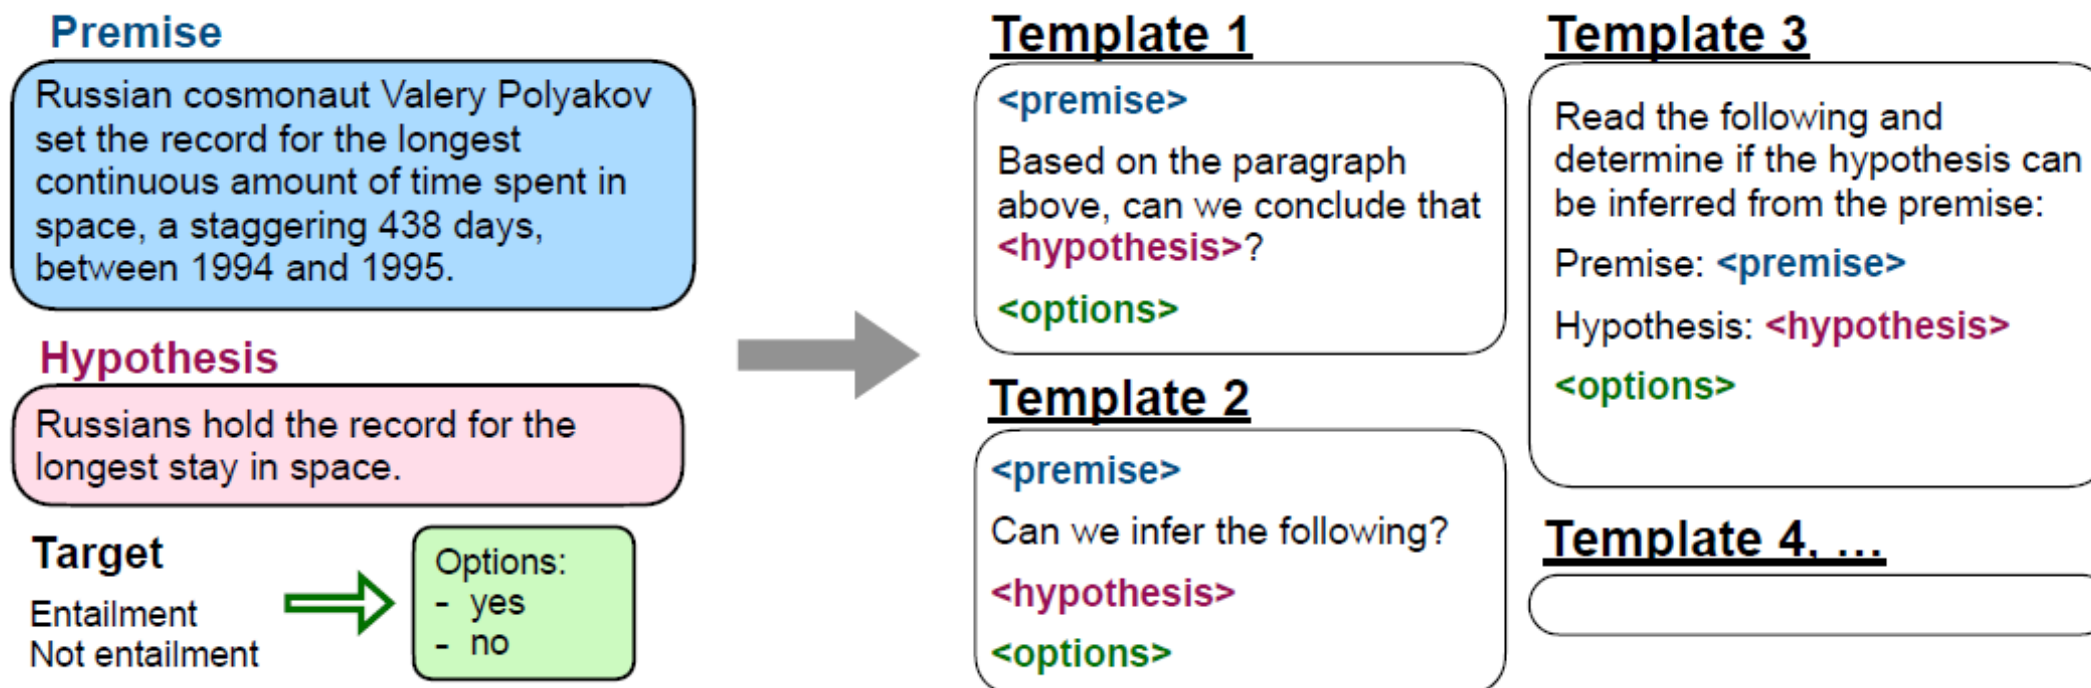 Premise
Russian cosmonaut Valery Polyakov
set the record for the longest
continuous amount of time spent in
space, a staggering 438 days,
between 1994 and 1995.
Hypothesis
Russians hold the record for the
longest stay in space.
Target
Entailment
Not entailment
Options:
- yes
- no
Template 1
<premise>
Based on the paragraph
above, can we conclude that
<hypothesis>?
<options>
Template 2
<premise>
Can we infer the following?
<hypothesis>
<options>
Template 3
Read the following and
determine if the hypothesis can
be inferred from the premise:
Premise: <premise>
Hypothesis: <hypothesis>
<options>
Template 4, ...